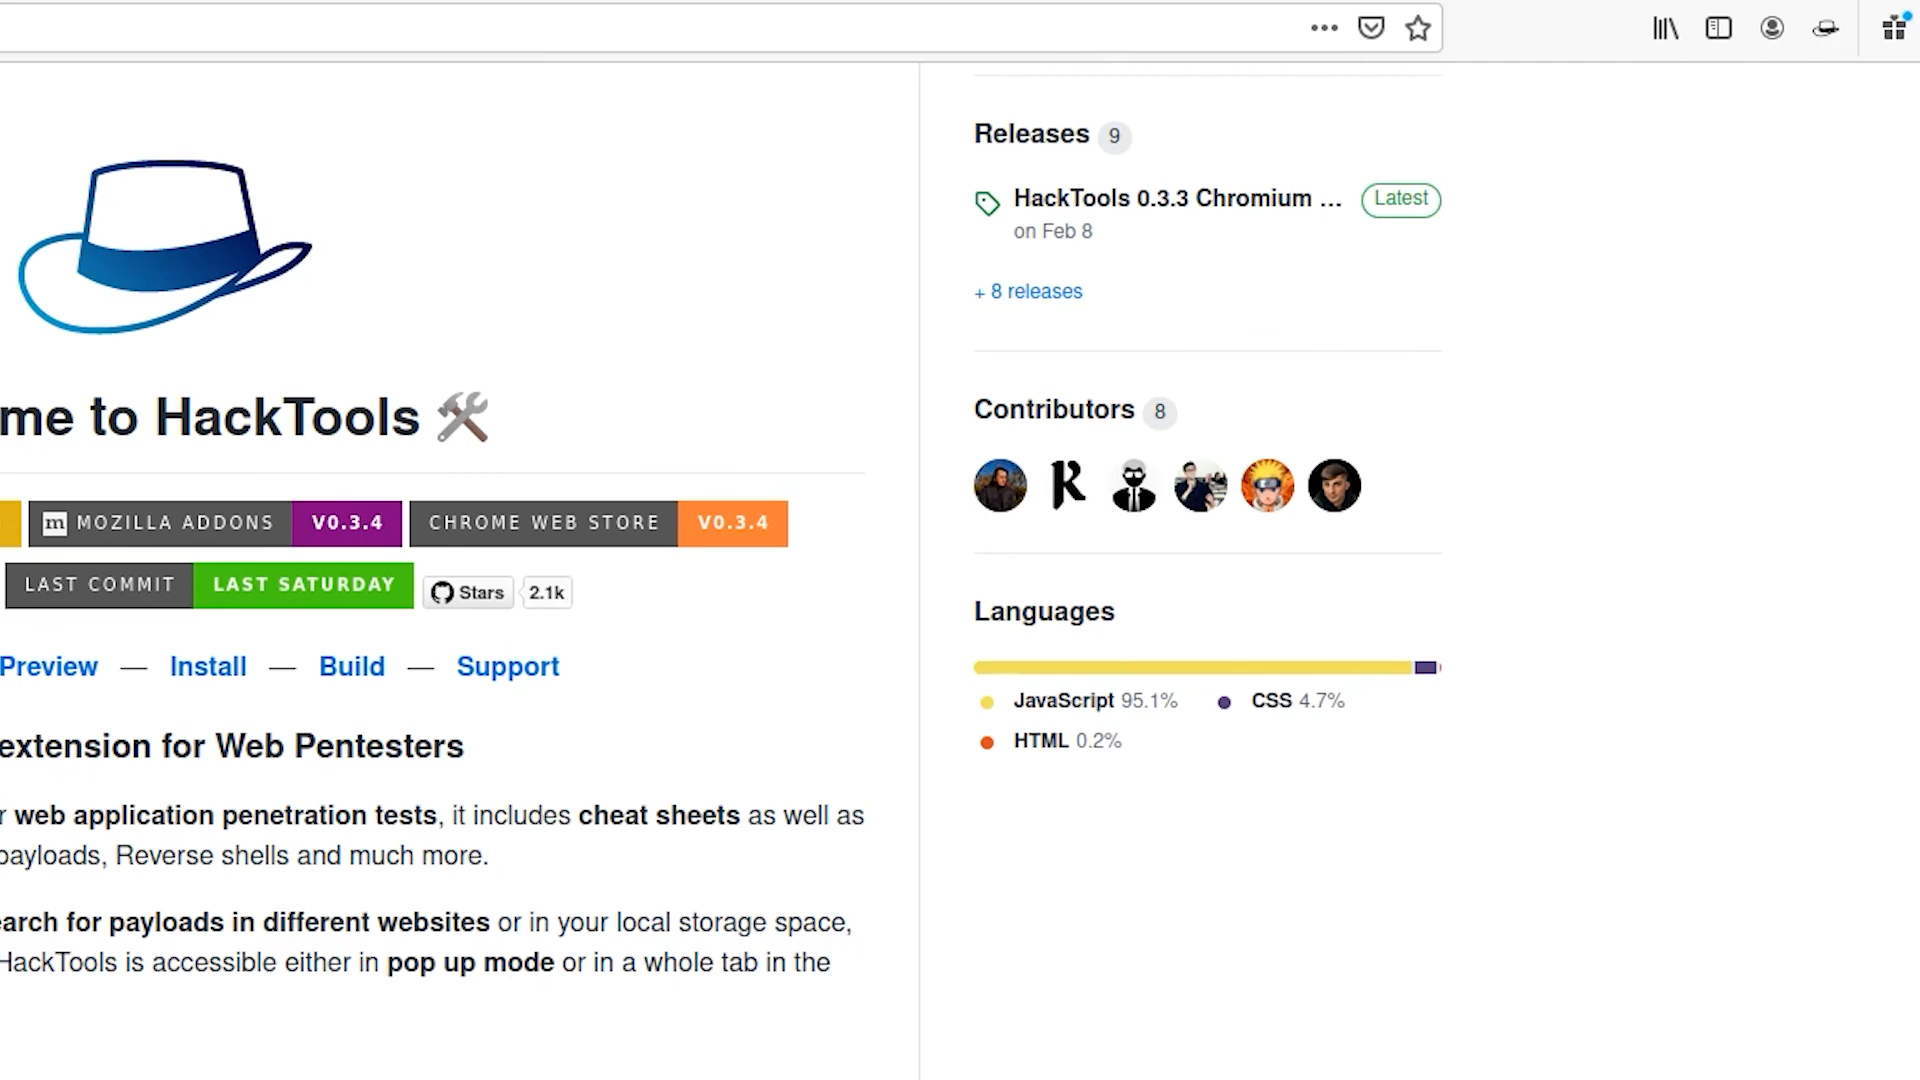 me to HackTools
m MOZILLA ADDONS V0.3.4 CHROME WEB STORE V0.3.4
LAST COMMIT LAST SATURDAY Stars 2.1k
Preview — Install — Build — Support
extension for Web Pentesters
r web application penetration tests, it includes cheat sheets as well as
payloads, Reverse shells and much more.
earch for payloads in different websites or in your local storage space,
HackTools is accessible either in pop up mode or in a whole tab in the
Releases 9
HackTools 0.3.3 Chromium ... Latest
on Feb 8
+ 8 releases
Contributors 8
R
Languages
JavaScript 95.1% CSS 4.7%
HTML 0.2%